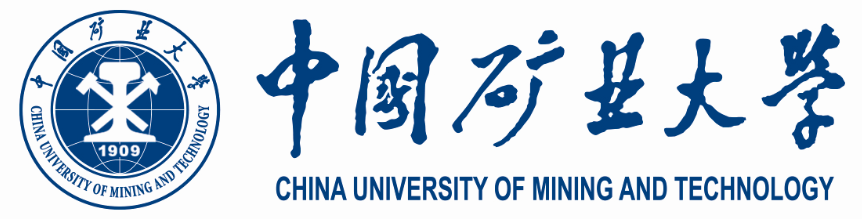 中国矿业大学
1909
CHINA UNIVERSITY OF MINING AND TECHNOLOGY
中国矿业大学
CHINA UNIVERSITY OF MINING AND TECHNOLOGY